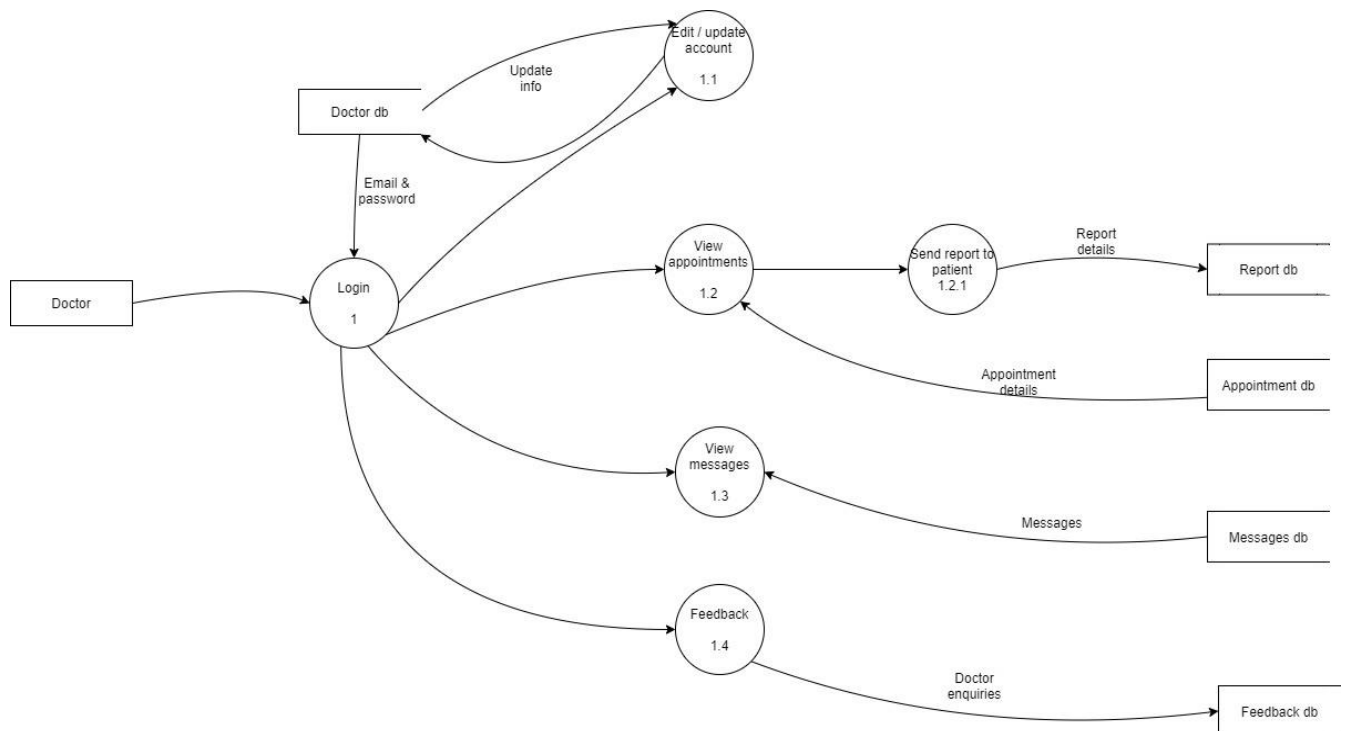 Edit / update
account
1.1
Update
info
Doctor db
Email &
password
Login
1
Doctor
View
appointments
1.2
Send report to
patient
1.2.1
Report
details
Report db
Appointment
details
Appointment db
View
messages
1.3
Messages
Messages db
Feedback
1.4
Doctor
enquiries
Feedback db